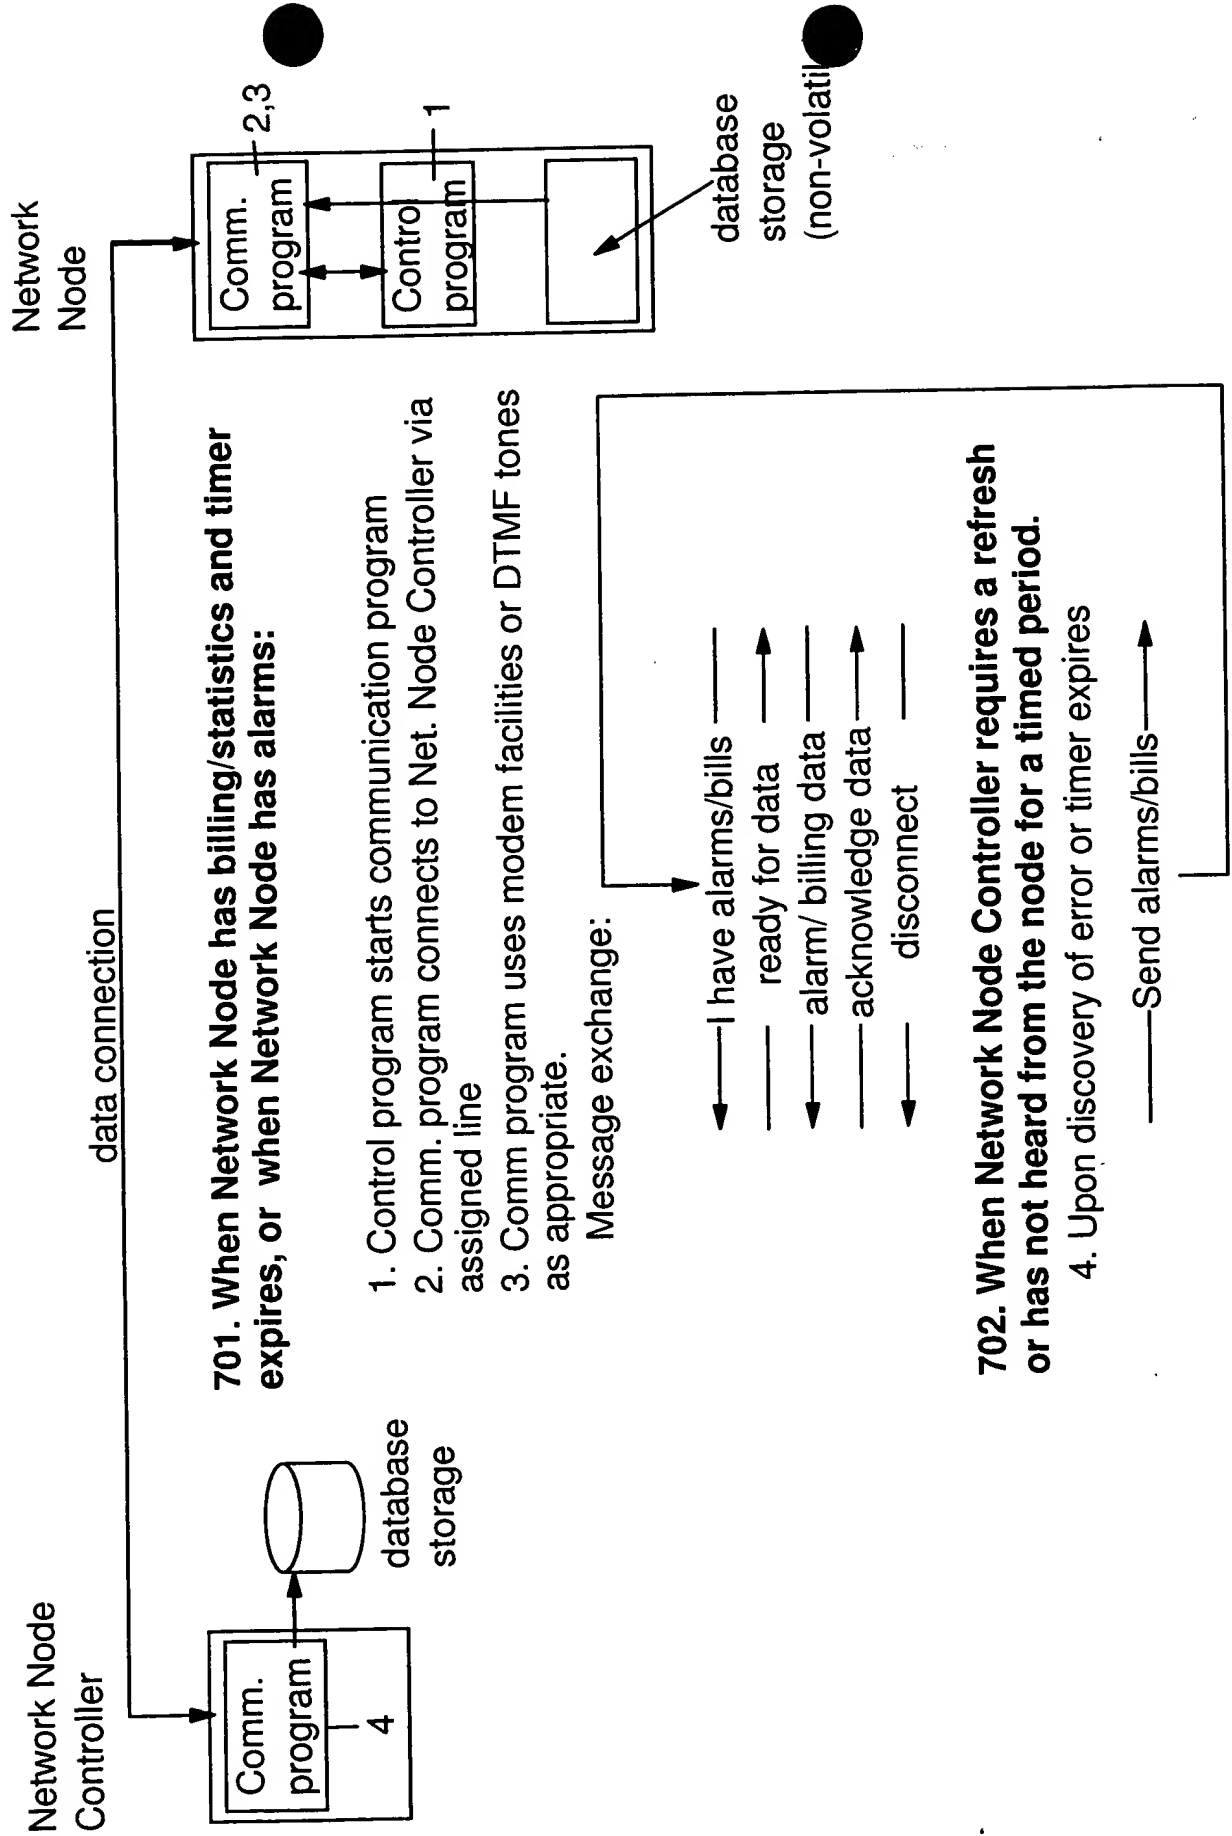 Network Node
Controller
Comm.
program
4
database
storage
data connection
Network
Node
Comm.
program
2,3
Control
program
1
database
storage
(non-volatil
701. When Network Node has billing/statistics and timer
expires, or when Network Node has alarms:
1. Control program starts communication program
2. Comm. program connects to Net. Node Controller via
assigned line
3. Comm program uses modem facilities or DTMF tones
as appropriate.
Message exchange:
I have alarms/bills
ready for data
alarm/ billing data
acknowledge data
disconnect
702. When Network Node Controller requires a refresh
or has not heard from the node for a timed period.
4. Upon discovery of error or timer expires
Send alarms/bills